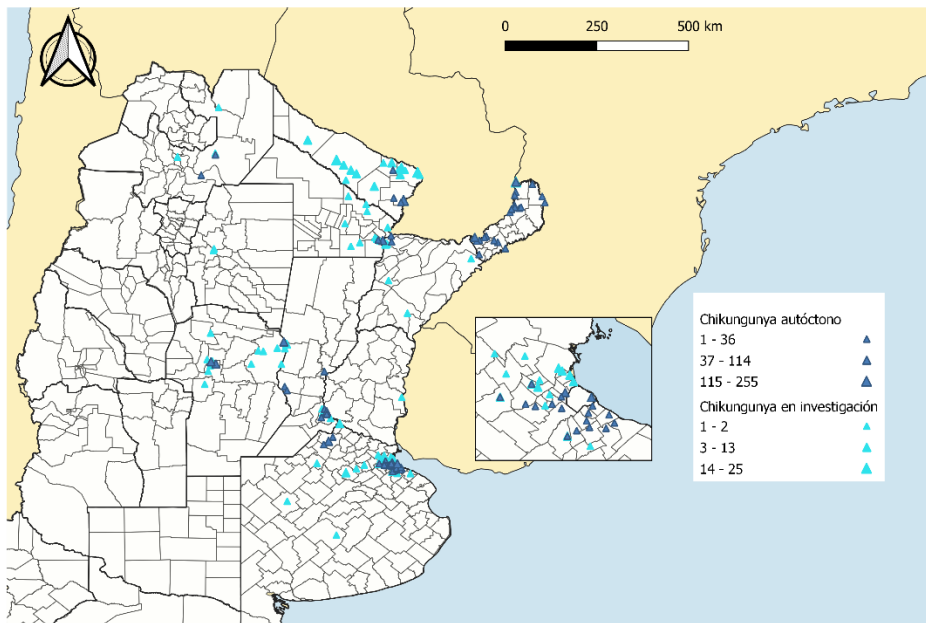 0 250 500 km
Chikungunya autóctono
1 - 36
37 - 114
115 - 255
Chikungunya en investigación
1 - 2
3 - 13
14 - 25